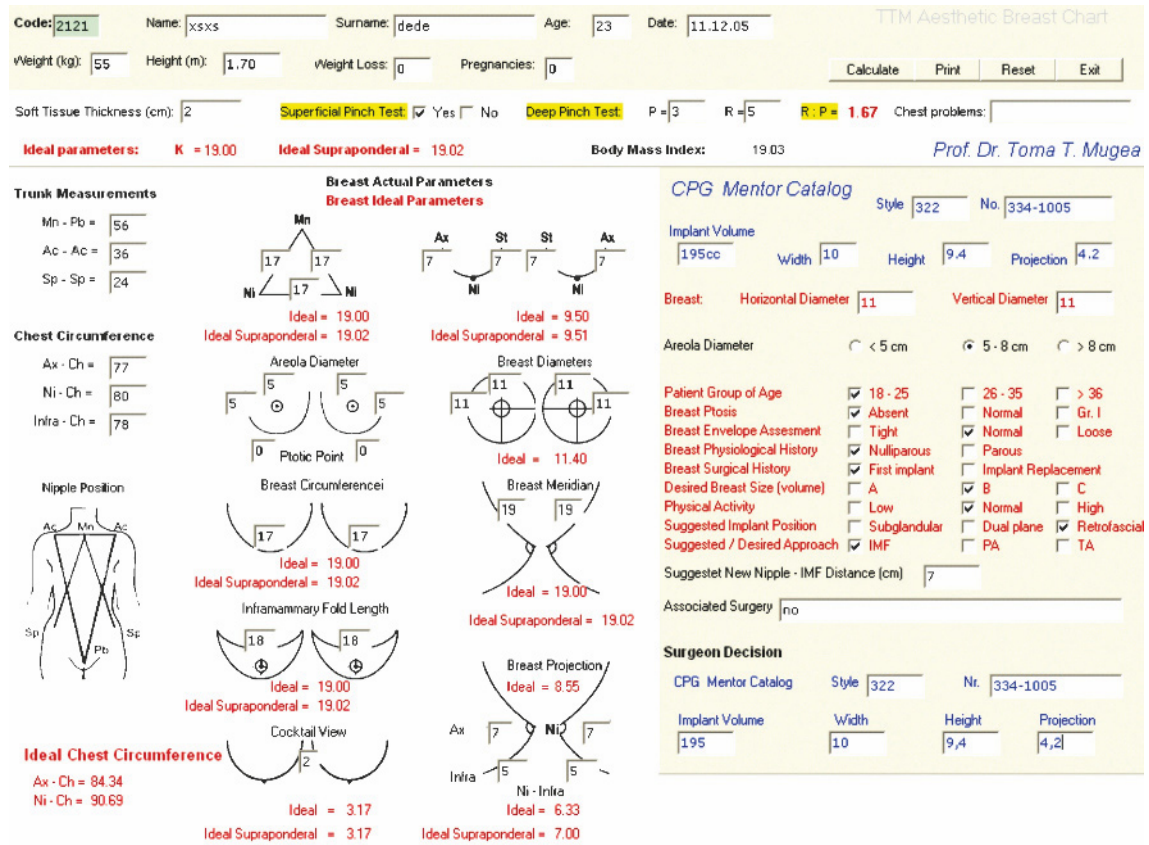 Code: 2121 Name: xsxs Surname: dede Age: 23 Date: 11.12.05 TTM Aesthetic Breast Chart
Weight (kg): 55 Height (m): 1.70 Weight Loss: 0 Pregnancies: 0
Calculate Print Reset Exit
Soft Tissue Thickness (cm): 2 Superficial Pinch Test: Yes No Deep Pinch Test: P = 3 R = 5 R : P = 1.67 Chest problems:
Ideal parameters: K = 19.00 Ideal Supraponderal = 19.02 Body Mass Index: 19.03 Prof. Dr. Toma T. Mugea
Trunk Measurements
Mn - Pb = 56
Ac - Ac = 36
Sp - Sp = 24
Chest Circumference
Ax - Ch = 77
Ni - Ch = 80
Infra - Ch = 78
Nipple Position
Ac Mn Ac
Sp Sp
Pb
Ideal Chest Circumference
Ax - Ch = 84.34
Ni - Ch = 90.69
Breast Actual Parameters
Breast Ideal Parameters
Mn
17 17
Ni 17 Ni
Ideal = 19.00
Ideal Supraponderal = 19.02
Ax St St Ax
7 7 7 7
Ni Ni
Ideal = 9.50
Ideal Supraponderal = 9.51
Areola Diameter
5 5
5 5
0 Ptotic Point 0
Breast Diameters
11 11
11 11
Ideal = 11.40
Breast Circumferencei
17 17
Ideal = 19.00
Ideal Supraponderal = 19.02
Breast Meridian
19 19
Ideal = 19.00
Ideal Supraponderal = 19.02
Inframammary Fold Length
18 18
Ideal = 19.00
Ideal Supraponderal = 19.02
Breast Projection
Ideal = 8.55
Ax 7 Ni 7
Infra 5 5
Ni - Infra
Ideal = 6.33
Ideal Supraponderal = 7.00
Cocktail View
2
Ideal = 3.17
Ideal Supraponderal = 3.17
CPG Mentor Catalog
Style 322 No. 334-1005
Implant Volume
195cc Width 10 Height 9.4 Projection 4.2
Breast: Horizontal Diameter 11 Vertical Diameter 11
Areola Diameter < 5 cm 5 - 8 cm > 8 cm
Patient Group of Age 18 - 25 26 - 35 > 36
Breast Ptosis Absent Normal Gr. I
Breast Envelope Assesment Tight Normal Loose
Breast Physiological History Nulliparous Parous
Breast Surgical History First implant Implant Replacement
Desired Breast Size (volume) A B C
Physical Activity Low Normal High
Suggested Implant Position Subglandular Dual plane Retrofascial
Suggested / Desired Approach IMF PA TA
Suggestet New Nipple - IMF Distance (cm) 7
Associated Surgery no
Surgeon Decision
CPG Mentor Catalog Style 322 Nr. 334-1005
Implant Volume Width Height Projection
195 10 9,4 4,2